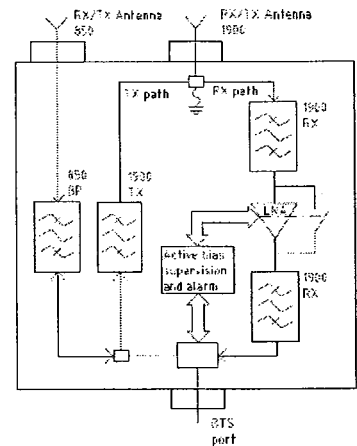 RX/TX Antenna
850
RX/TX Antenna
1900
TX path
RX path
1900
RX
850
BP
1900
TX
LNA
Active bias
supervision
and alarm
1900
RX
BTS
port